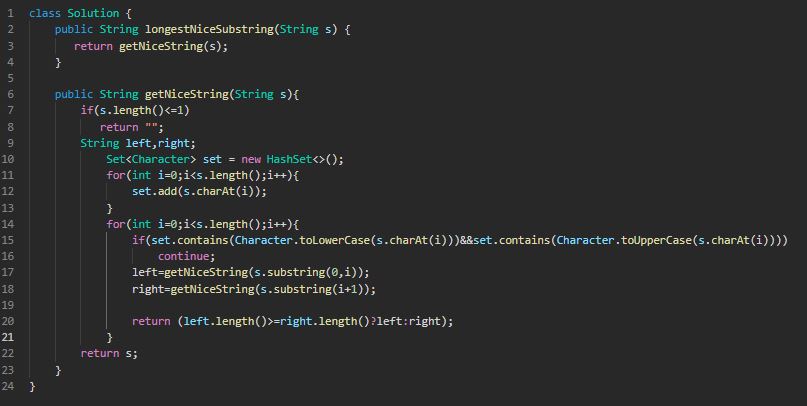 1 class Solution {
2     public String longestNiceSubstring(String s) {
3        return getNiceString(s);
4     }
5
6     public String getNiceString(String s){
7         if(s.length()<=1)
8            return "";
9         String left,right;
10             Set<Character> set = new HashSet<>();
11             for(int i=0;i<s.length();i++){
12                 set.add(s.charAt(i));
13             }
14             for(int i=0;i<s.length();i++){
15                 if(set.contains(Character.toLowerCase(s.charAt(i)))&&set.contains(Character.toUpperCase(s.charAt(i))))
16                     continue;
17                 left=getNiceString(s.substring(0,i));
18                 right=getNiceString(s.substring(i+1));
19
20                 return (left.length()>=right.length()?left:right);
21             }
22         return s;
23     }
24 }